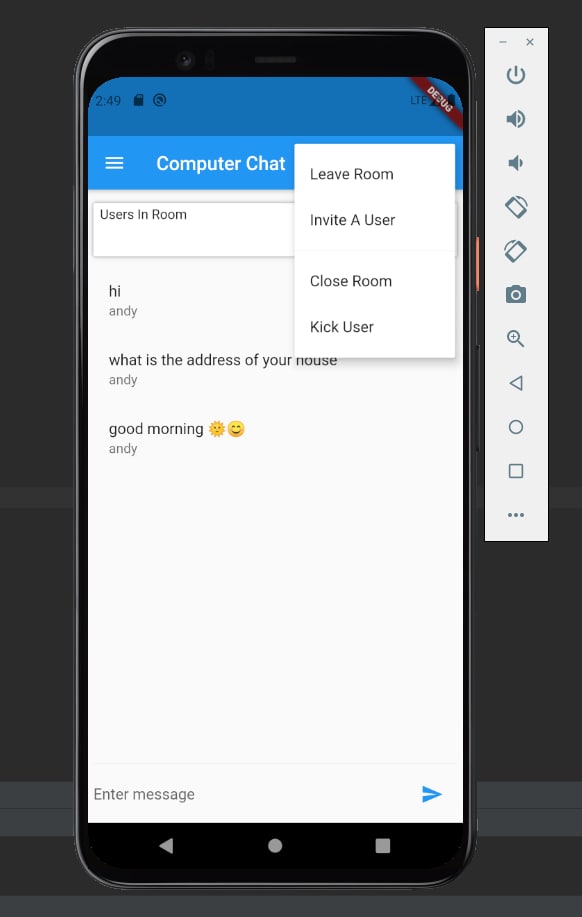 2:49
LTE
DEBUG
Computer Chat
Leave Room
Invite A User
Close Room
Kick User
Users In Room
hi
andy
what is the address of your house
andy
good morning 🌞😊
andy
Enter message